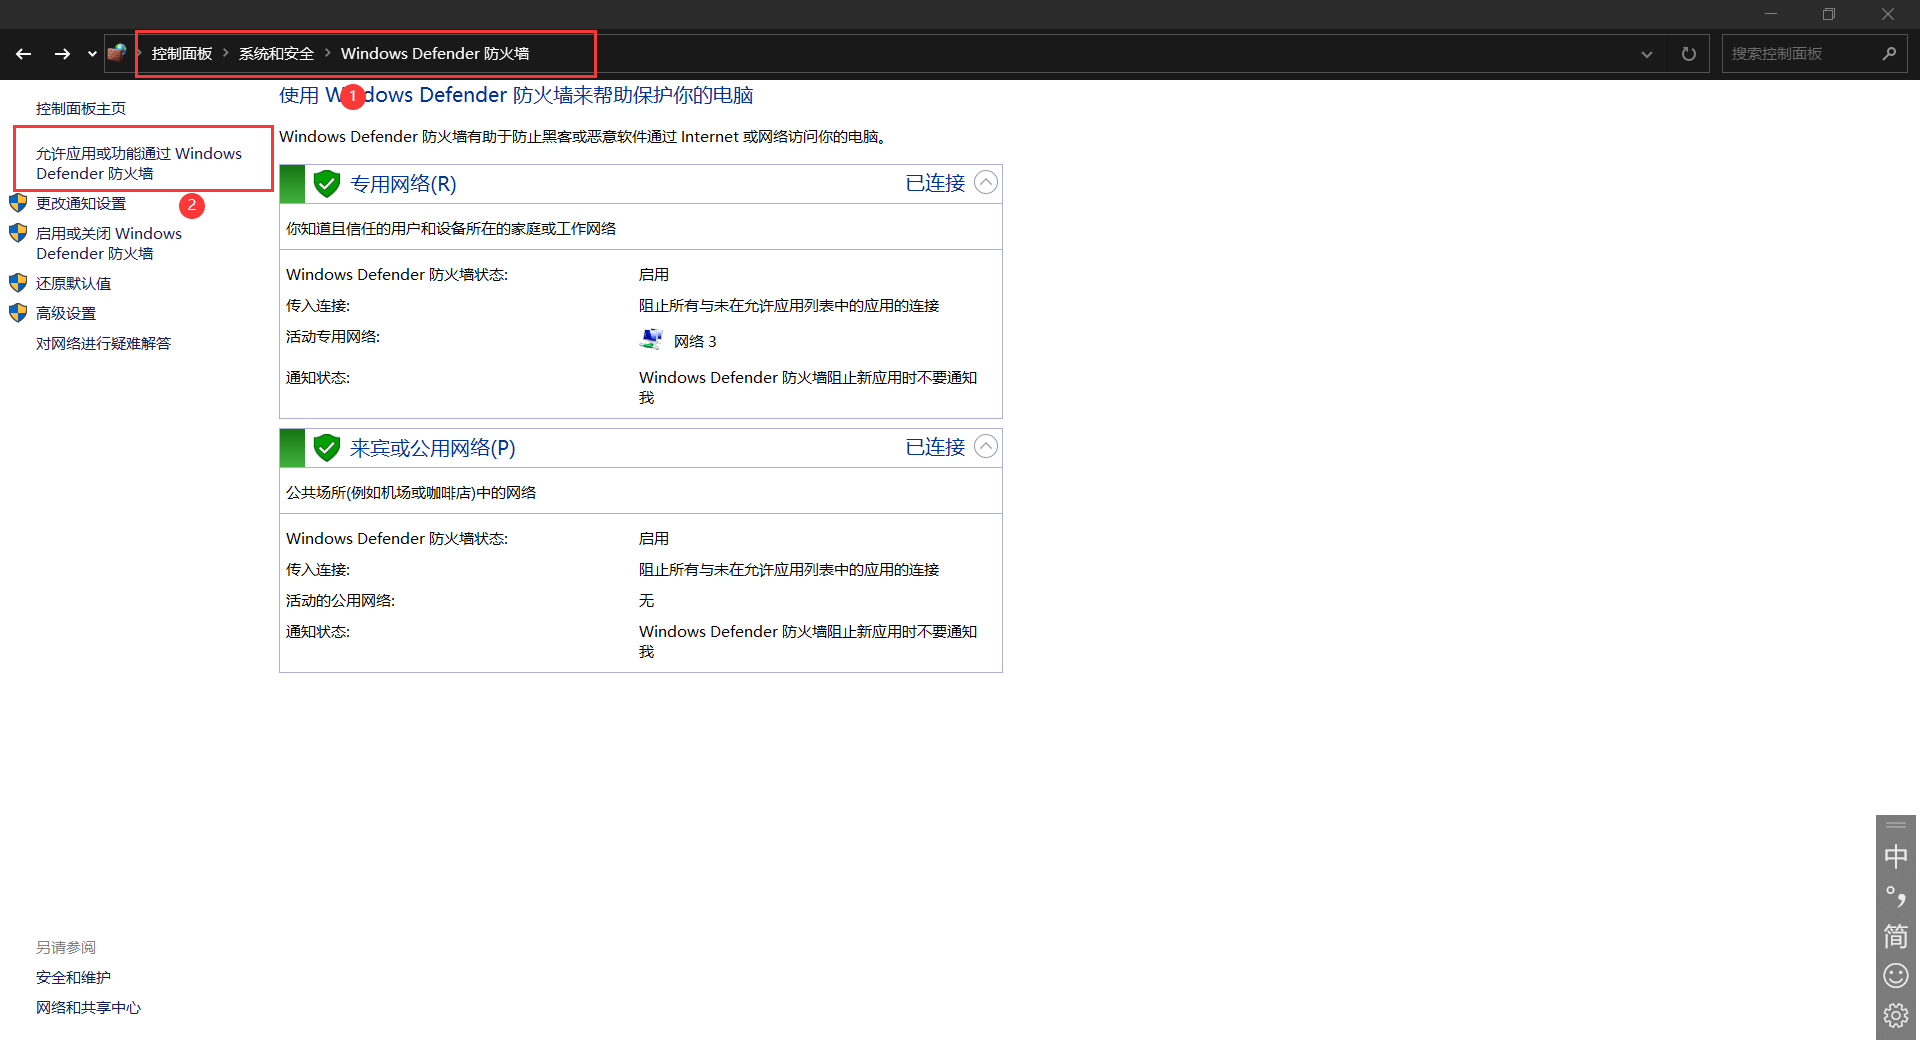 控制面板 > 系统和安全 > Windows Defender 防火墙
搜索控制面板
控制面板主页
允许应用或功能通过 Windows
Defender 防火墙
2
更改通知设置
启用或关闭 Windows
Defender 防火墙
还原默认值
高级设置
对网络进行疑难解答
另请参阅
安全和维护
网络和共享中心
1
使用 Windows Defender 防火墙来帮助保护你的电脑
Windows Defender 防火墙有助于防止黑客或恶意软件通过 Internet 或网络访问你的电脑。
专用网络(R) 已连接
你知道且信任的用户和设备所在的家庭或工作网络
Windows Defender 防火墙状态: 启用
传入连接: 阻止所有与未在允许应用列表中的应用的连接
活动专用网络: 网络 3
通知状态: Windows Defender 防火墙阻止新应用时不要通知
我
来宾或公用网络(P) 已连接
公共场所(例如机场或咖啡店)中的网络
Windows Defender 防火墙状态: 启用
传入连接: 阻止所有与未在允许应用列表中的应用的连接
活动的公用网络: 无
通知状态: Windows Defender 防火墙阻止新应用时不要通知
我
中
°，
简